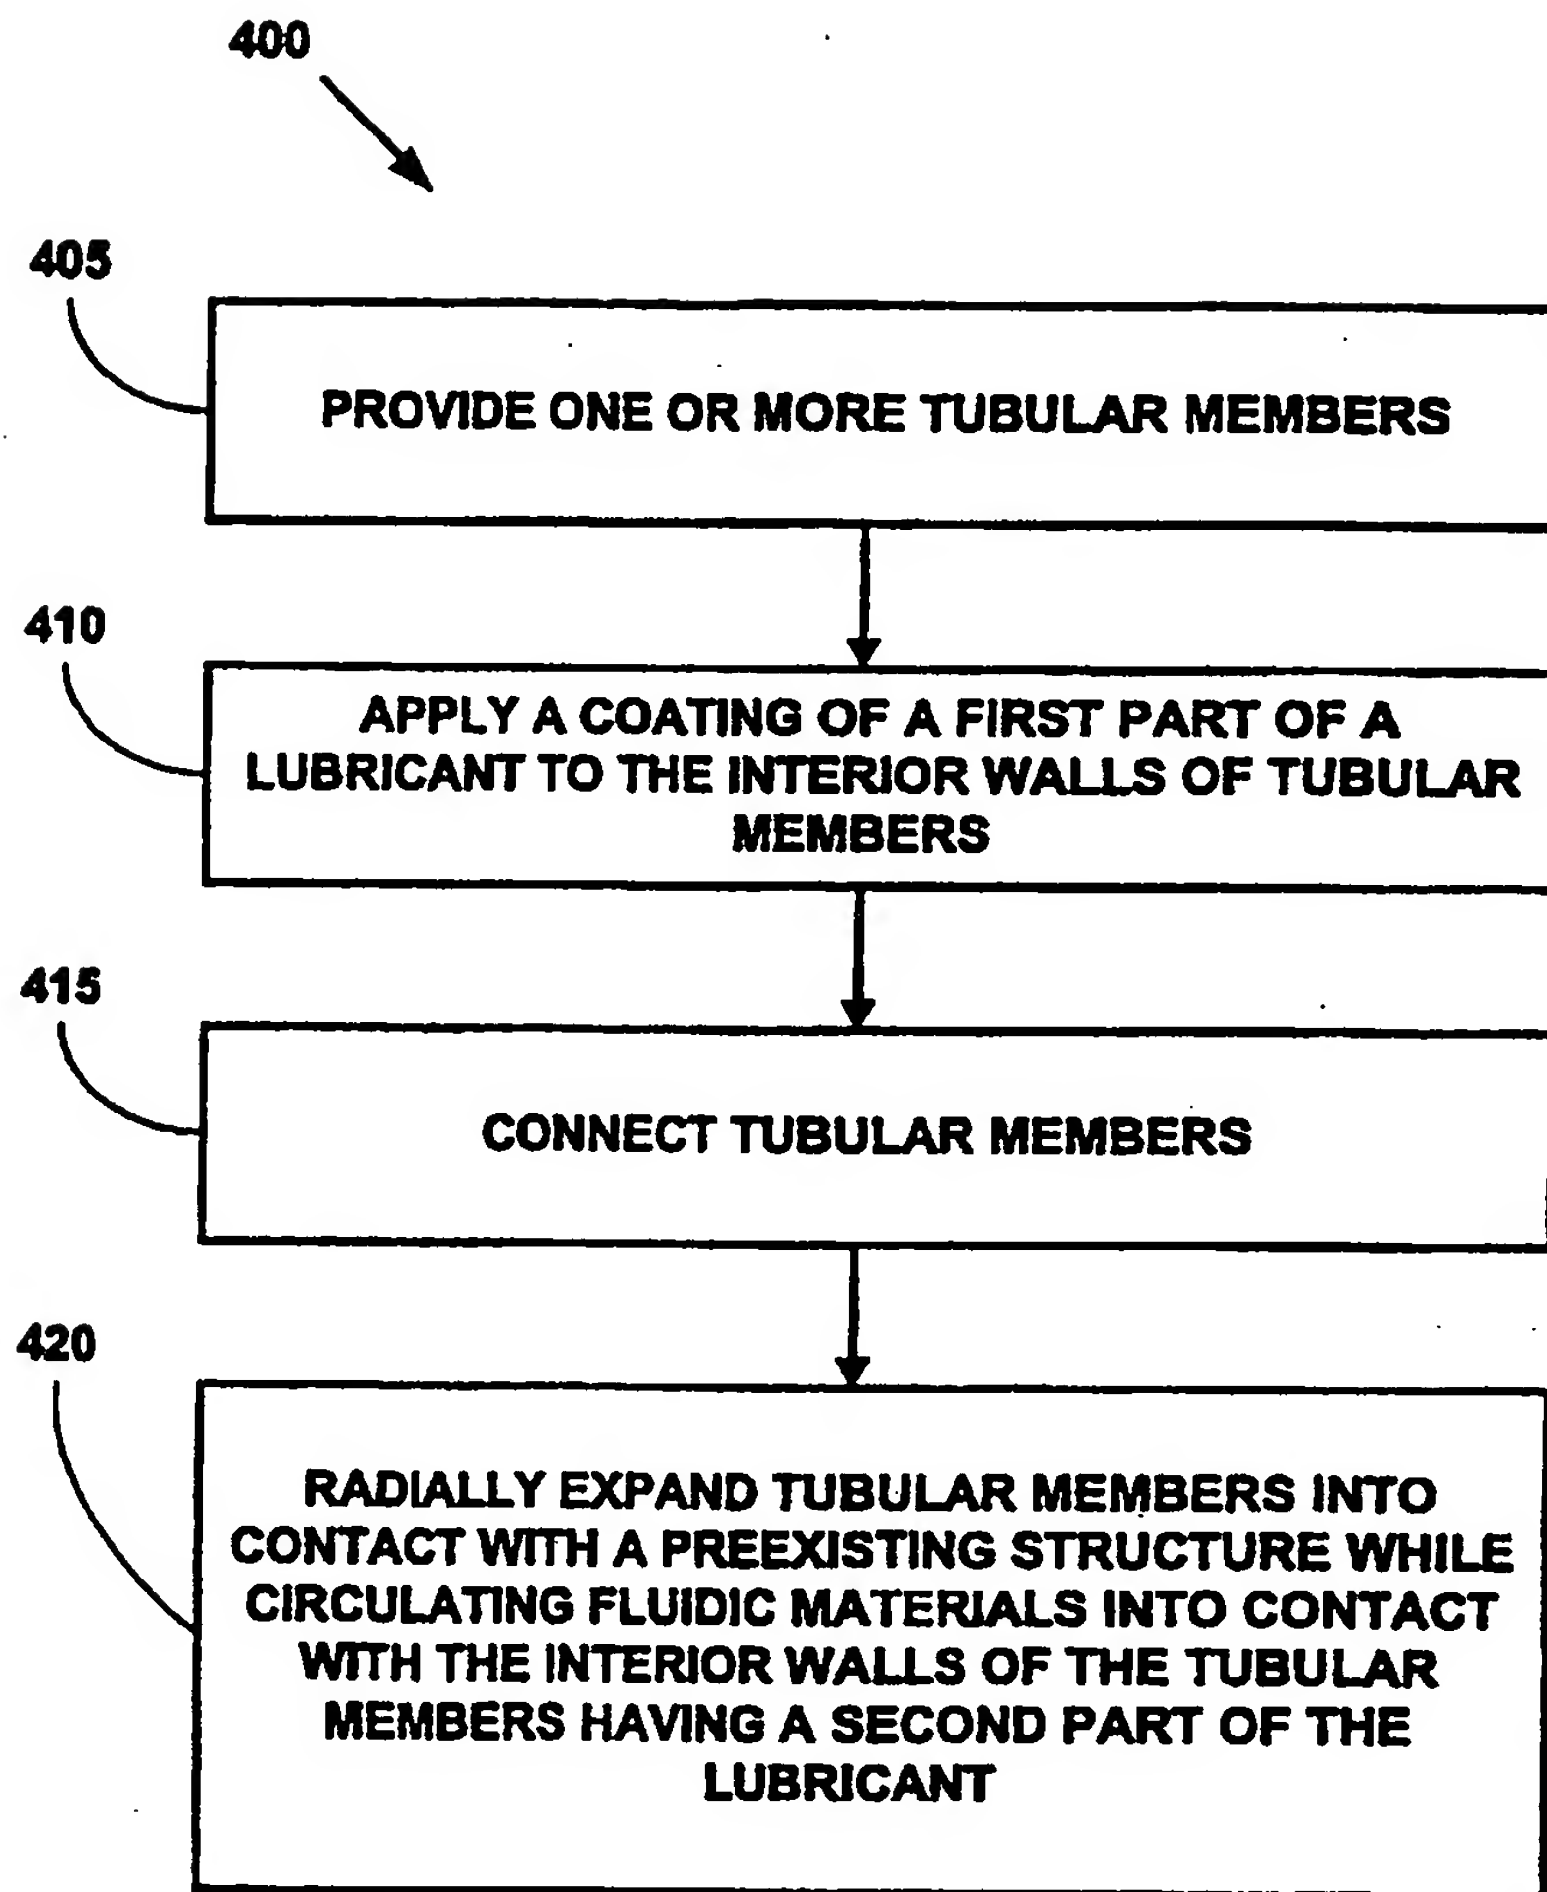 400
405
PROVIDE ONE OR MORE TUBULAR MEMBERS
410
APPLY A COATING OF A FIRST PART OF A
LUBRICANT TO THE INTERIOR WALLS OF TUBULAR
MEMBERS
415
CONNECT TUBULAR MEMBERS
420
RADIALLY EXPAND TUBULAR MEMBERS INTO
CONTACT WITH A PREEXISTING STRUCTURE WHILE
CIRCULATING FLUIDIC MATERIALS INTO CONTACT
WITH THE INTERIOR WALLS OF THE TUBULAR
MEMBERS HAVING A SECOND PART OF THE
LUBRICANT